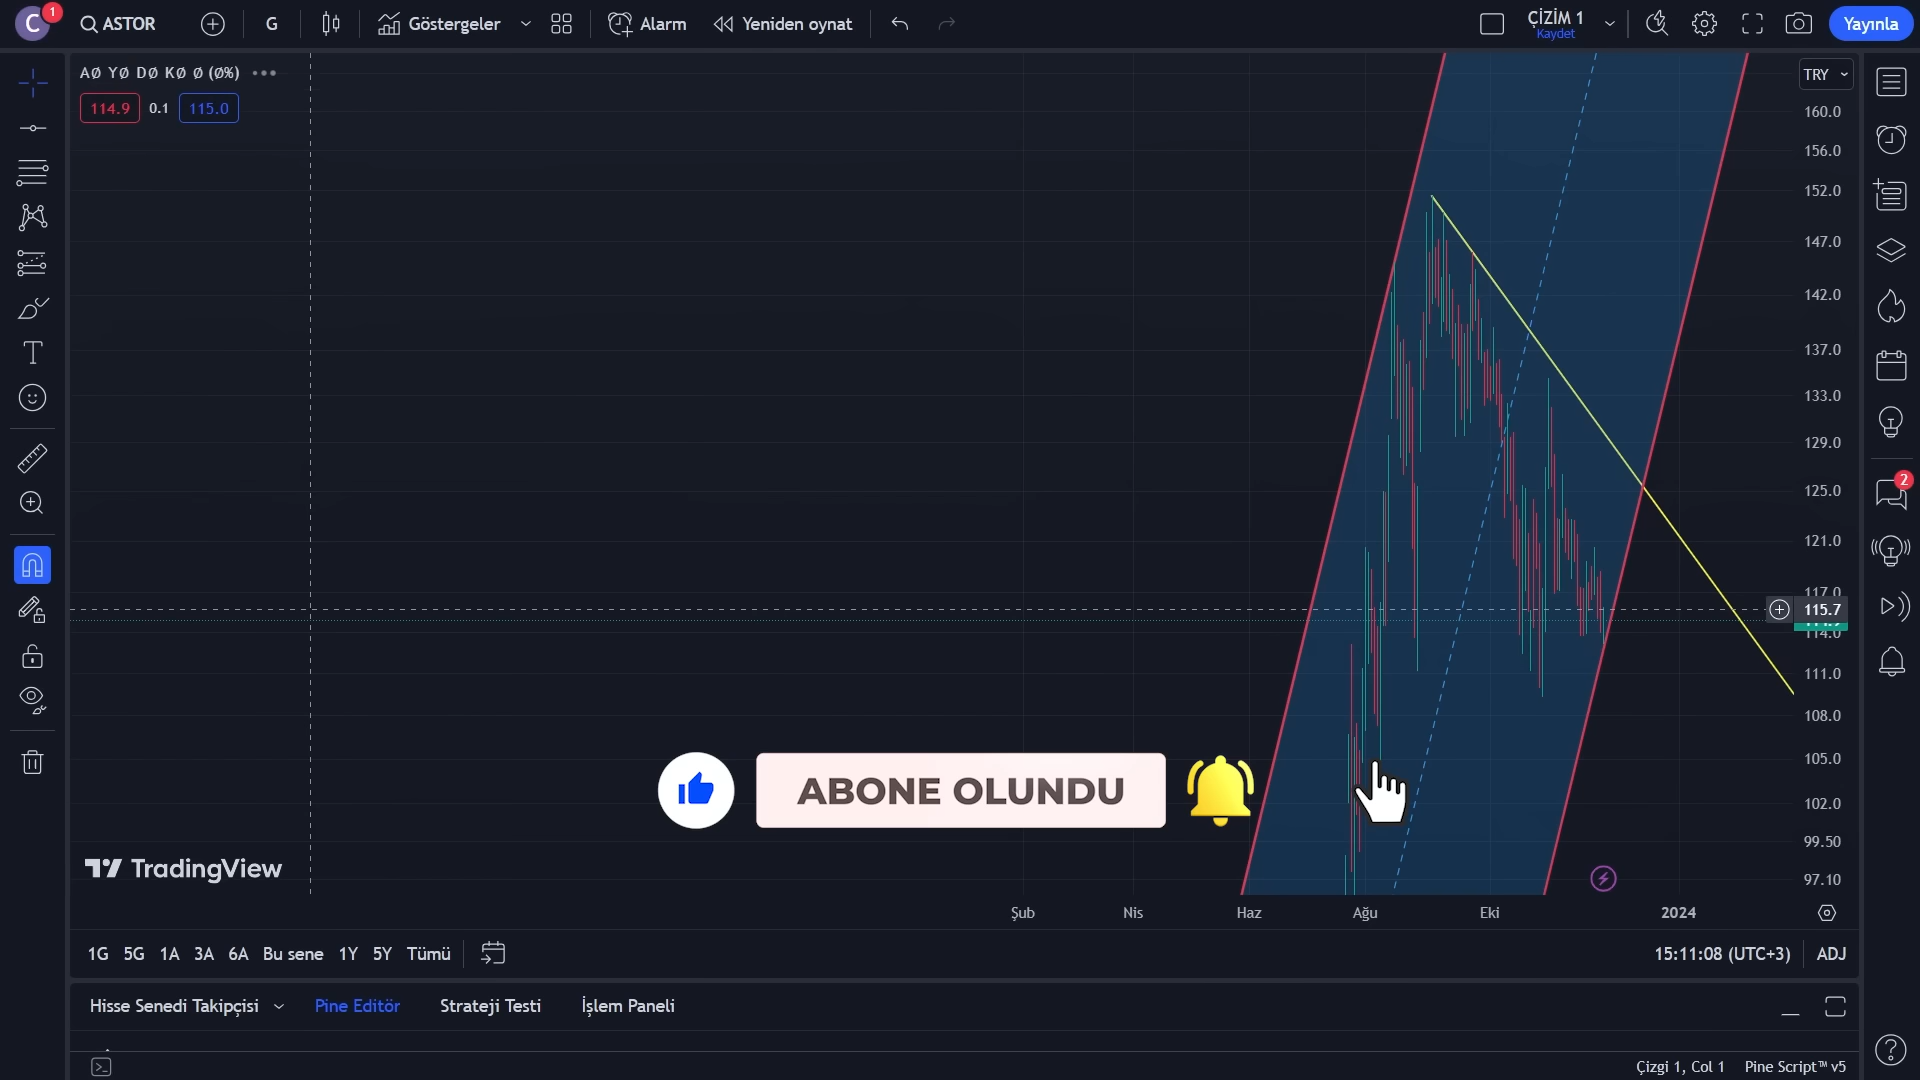 C 1 ASTOR G Göstergeler Alarm Yeniden oynat ÇİZİM 1 Yayınla
Kaydet
AØ YØ DØ KØ Ø (Ø%) TRY
114.9 0.1 115.0
160.0
156.0
152.0
147.0
142.0
137.0
133.0
129.0
125.0
2
121.0
117.0
115.7
114.0
111.0
108.0
105.0
ABONE OLUNDU
102.0
99.50
TradingView
97.10
Şub Nis Haz Ağu Eki 2024
1G 5G 1A 3A 6A Bu sene 1Y 5Y Tümü 15:11:08 (UTC+3) ADJ
Hisse Senedi Takipçisi Pine Editör Strateji Testi İşlem Paneli
Çizgi 1, Col 1 Pine Script™ v5